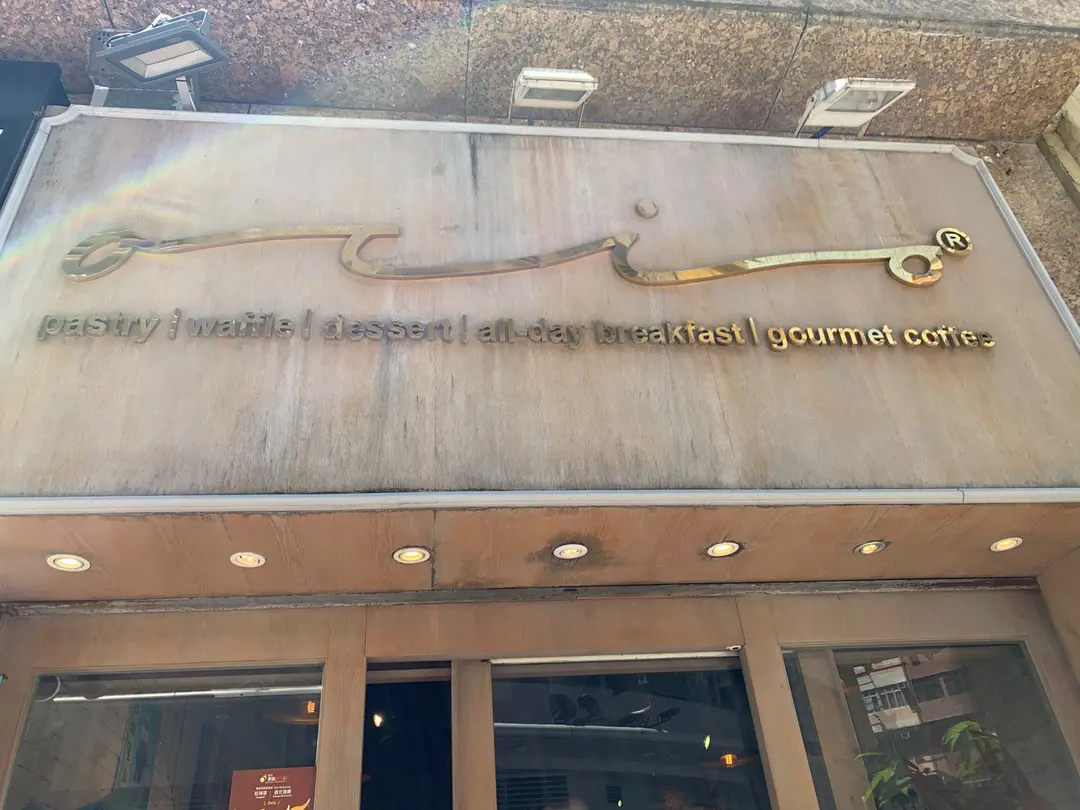 ®
pastry | waffle | dessert | all-day breakfast | gourmet coffee